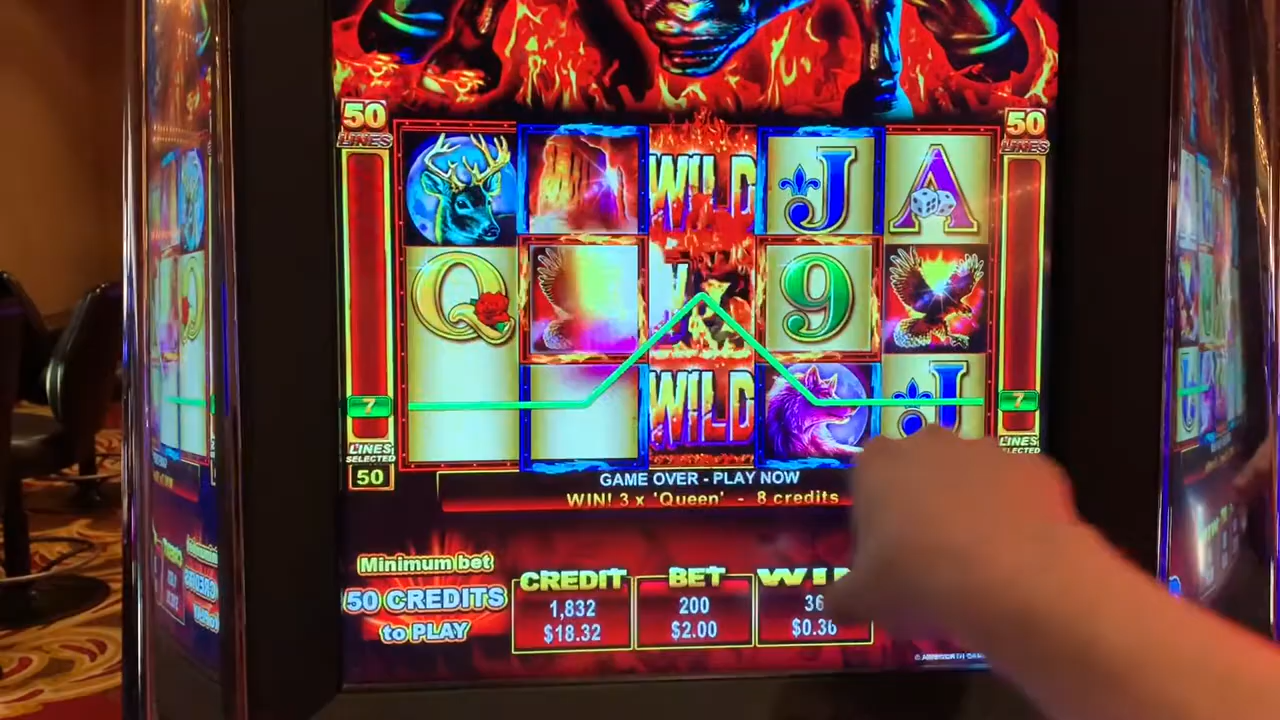 50
LINES
50
LINES
WILD
J
A
Q
9
WILD
J
7
7
LINES
SELECTED
50
LINES
GAME OVER - PLAY NOW
WIN! 3 x 'Queen' - 8 credits
Minimum bet
50 CREDITS
to PLAY
CREDIT
1,832
$18.32
BET
200
$2.00
36
$0.36